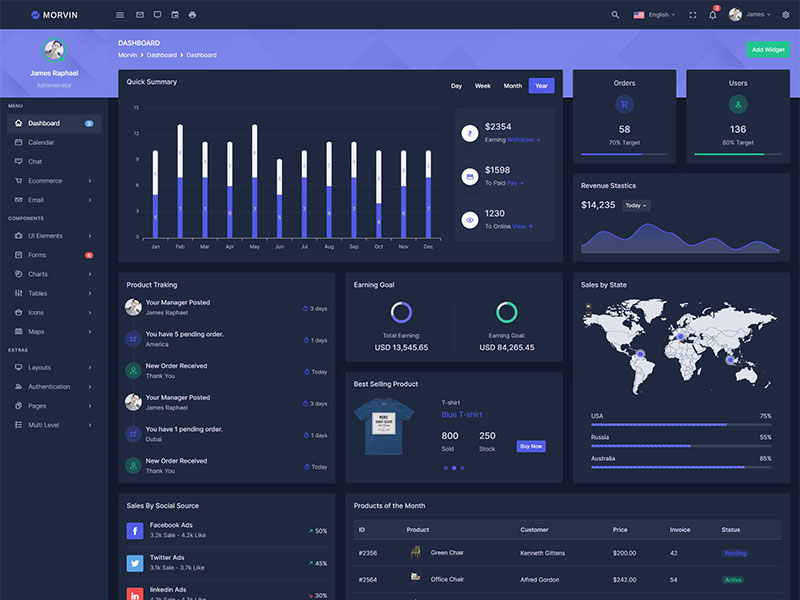 MORVIN
English
3
James
James Raphael
Administrator
DASHBOARD
Morvin > Dashboard > Dashboard
Add Widget
MENU
Dashboard
Calendar
Chat
Ecommerce
Email
COMPONENTS
UI Elements
Forms 6
Charts
Tables
Icons
Maps
EXTRAS
Layouts
Authentication
Pages
Multi Level
Quick Summary
Day Week Month Year
15
12
9
6
3
0
Jan Feb Mar Apr May Jun Jul Aug Sep Oct Nov Dec
$2354
Earning Withdraw
$1598
To Paid Pay
1230
To Online View
Orders
58
70% Target
Users
136
80% Target
Revenue Stastics
$14,235 Today
Product Traking
Your Manager Posted
James Raphael
3 days
You have 5 pending order.
America
1 days
New Order Received
Thank You
Today
Your Manager Posted
James Raphael
3 days
You have 1 pending order.
Dubai
1 days
New Order Received
Thank You
Today
Earning Goal
Total Earning:
USD 13,545.65
Earning Goal:
USD 84,265.45
Best Selling Product
T-shirt
Blue T-shirt
800 250
Sold Stock
Buy Now
Sales by State
USA 75%
Russia 55%
Australia 85%
Sales By Social Source
Facebook Ads
3.2k Sale - 4.2k Like
50%
Twitter Ads
3.1k Sale - 3.7k Like
45%
linkedin Ads
4.2k Sale - 4.2k Like
30%
Products of the Month
ID Product Customer Price Invoice Status
#2356 Green Chair Kenneth Gittens $200.00 42 Pending
#2564 Office Chair Alfred Gordon $242.00 54 Active